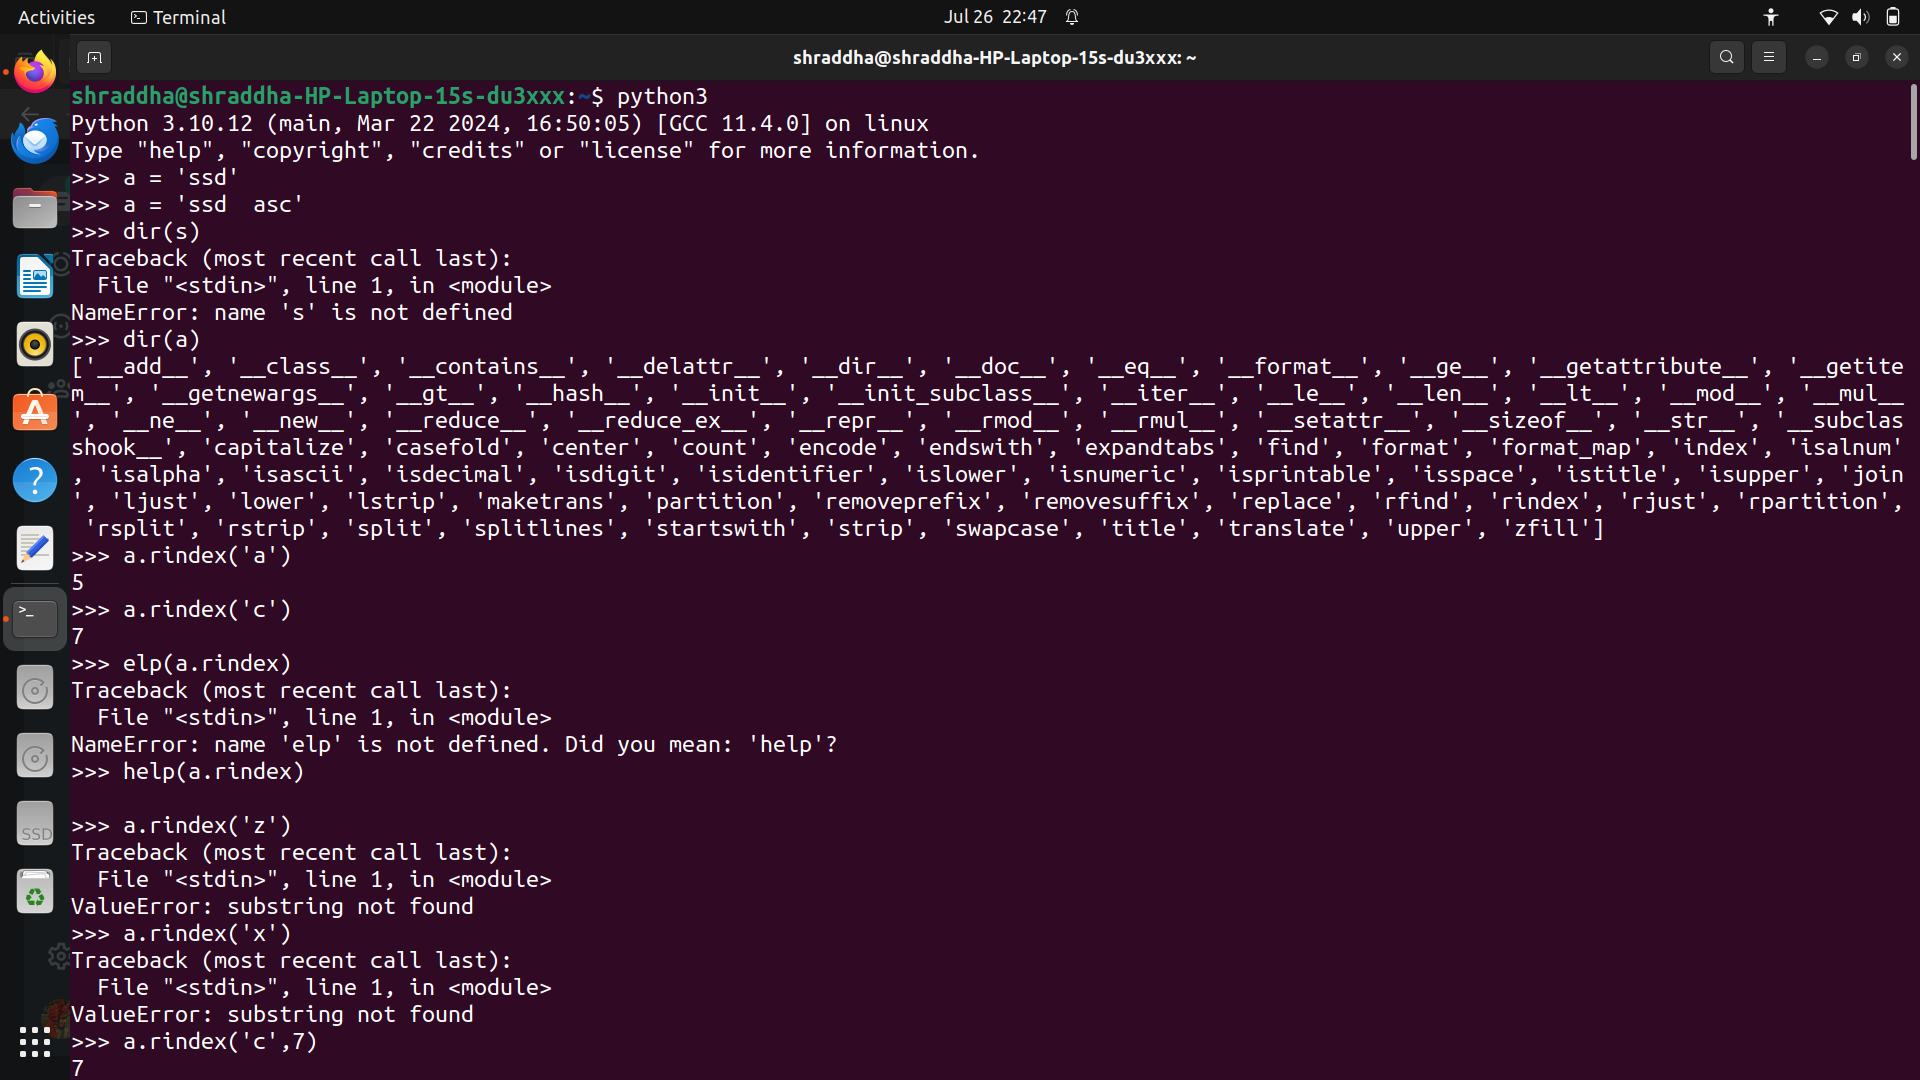 Activities Terminal Jul 26 22:47
shraddha@shraddha-HP-Laptop-15s-du3xxx: ~
shraddha@shraddha-HP-Laptop-15s-du3xxx:~$ python3
Python 3.10.12 (main, Mar 22 2024, 16:50:05) [GCC 11.4.0] on linux
Type "help", "copyright", "credits" or "license" for more information.
>>> a = 'ssd'
>>> a = 'ssd  asc'
>>> dir(s)
Traceback (most recent call last):
  File "<stdin>", line 1, in <module>
NameError: name 's' is not defined
>>> dir(a)
['__add__', '__class__', '__contains__', '__delattr__', '__dir__', '__doc__', '__eq__', '__format__', '__ge__', '__getattribute__', '__getite
m__', '__getnewargs__', '__gt__', '__hash__', '__init__', '__init_subclass__', '__iter__', '__le__', '__len__', '__lt__', '__mod__', '__mul__
', '__ne__', '__new__', '__reduce__', '__reduce_ex__', '__repr__', '__rmod__', '__rmul__', '__setattr__', '__sizeof__', '__str__', '__subclas
shook__', 'capitalize', 'casefold', 'center', 'count', 'encode', 'endswith', 'expandtabs', 'find', 'format', 'format_map', 'index', 'isalnum'
, 'isalpha', 'isascii', 'isdecimal', 'isdigit', 'isidentifier', 'islower', 'isnumeric', 'isprintable', 'isspace', 'istitle', 'isupper', 'join
', 'ljust', 'lower', 'lstrip', 'maketrans', 'partition', 'removeprefix', 'removesuffix', 'replace', 'rfind', 'rindex', 'rjust', 'rpartition',
 'rsplit', 'rstrip', 'split', 'splitlines', 'startswith', 'strip', 'swapcase', 'title', 'translate', 'upper', 'zfill']
>>> a.rindex('a')
5
>>> a.rindex('c')
7
>>> elp(a.rindex)
Traceback (most recent call last):
  File "<stdin>", line 1, in <module>
NameError: name 'elp' is not defined. Did you mean: 'help'?
>>> help(a.rindex)

>>> a.rindex('z')
Traceback (most recent call last):
  File "<stdin>", line 1, in <module>
ValueError: substring not found
>>> a.rindex('x')
Traceback (most recent call last):
  File "<stdin>", line 1, in <module>
ValueError: substring not found
>>> a.rindex('c',7)
7
SSD